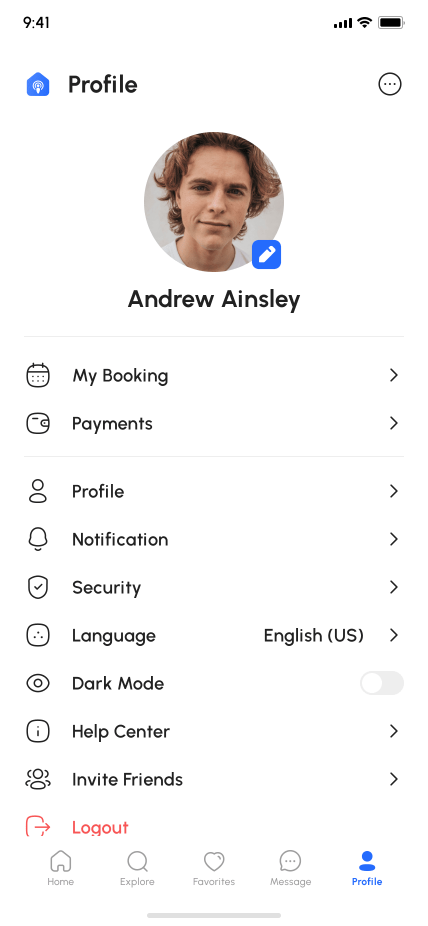 9:41
Profile
Andrew Ainsley
My Booking
Payments
Profile
Notification
Security
Language English (US)
Dark Mode
Help Center
Invite Friends
Logout
Home Explore Favorites Message Profile